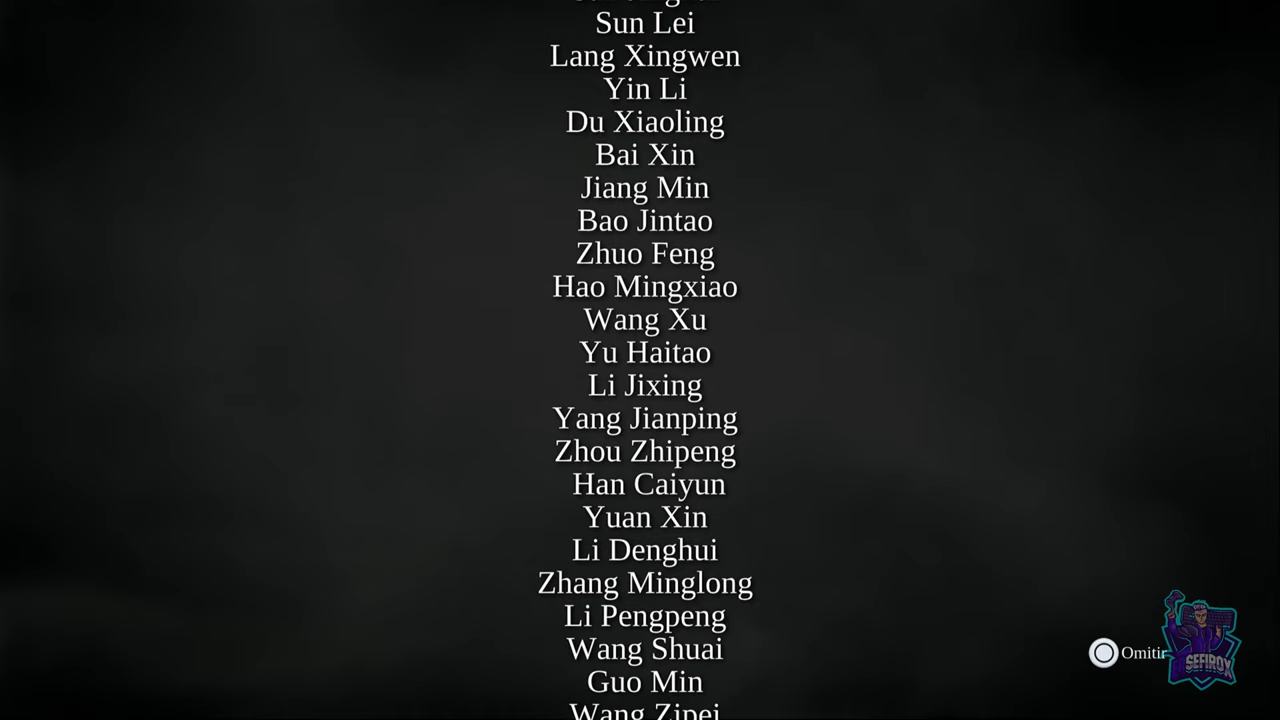 Sun Lei
Lang Xingwen
Yin Li
Du Xiaoling
Bai Xin
Jiang Min
Bao Jintao
Zhuo Feng
Hao Mingxiao
Wang Xu
Yu Haitao
Li Jixing
Yang Jianping
Zhou Zhipeng
Han Caiyun
Yuan Xin
Li Denghui
Zhang Minglong
Li Pengpeng
Wang Shuai
Omitir
SEFIROX
Guo Min
Wang Zipei